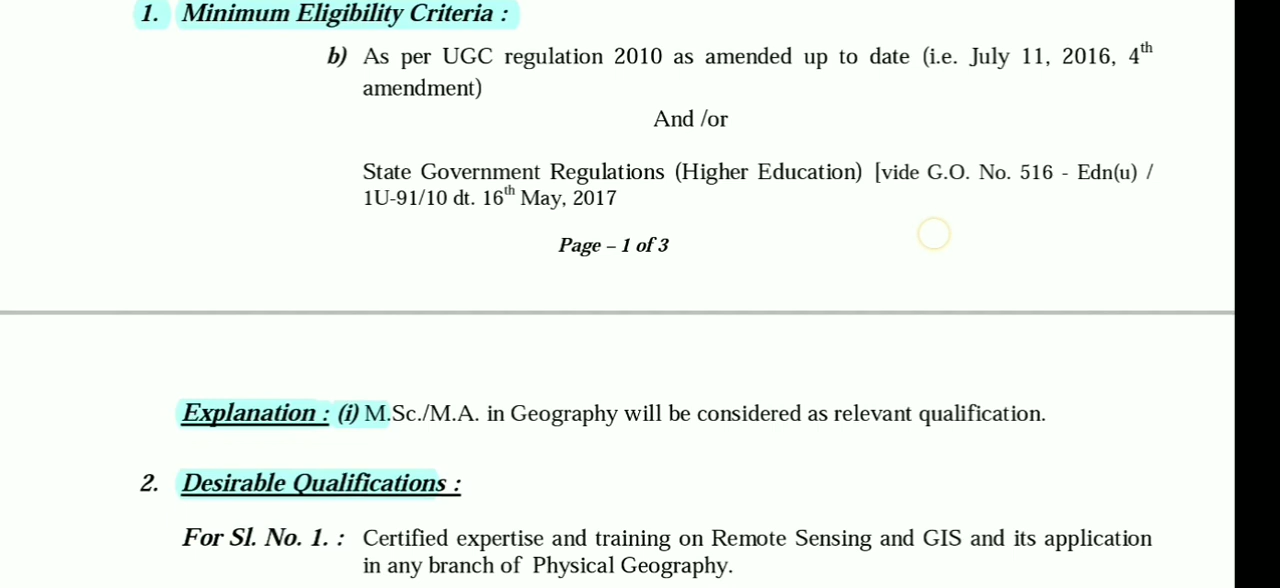 1. Minimum Eligibility Criteria :
b) As per UGC regulation 2010 as amended up to date (i.e. July 11, 2016, 4th
amendment)
And /or
State Government Regulations (Higher Education) [vide G.O. No. 516 - Edn(u) /
1U-91/10 dt. 16th May, 2017
Page – 1 of 3
Explanation : (i) M.Sc./M.A. in Geography will be considered as relevant qualification.
2. Desirable Qualifications :
For Sl. No. 1. : Certified expertise and training on Remote Sensing and GIS and its application
in any branch of Physical Geography.